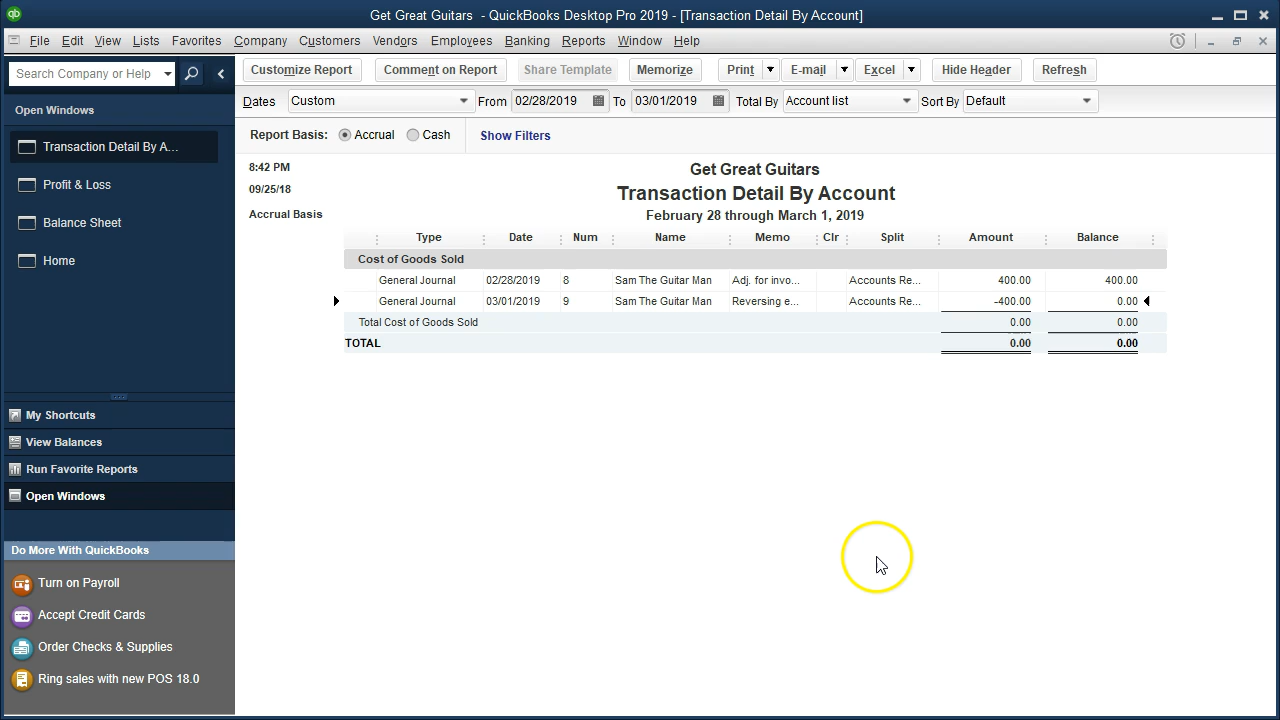 Get Great Guitars - QuickBooks Desktop Pro 2019 - [Transaction Detail By Account]
File Edit View Lists Favorites Company Customers Vendors Employees Banking Reports Window Help
Search Company or Help
Customize Report Comment on Report Share Template Memorize Print E-mail Excel Hide Header Refresh
Dates Custom From 02/28/2019 To 03/01/2019 Total By Account list Sort By Default
Report Basis: Accrual Cash Show Filters
Open Windows
Transaction Detail By A...
Profit & Loss
Balance Sheet
Home
My Shortcuts
View Balances
Run Favorite Reports
Open Windows
Do More With QuickBooks
Turn on Payroll
Accept Credit Cards
Order Checks & Supplies
Ring sales with new POS 18.0
8:42 PM
09/25/18
Accrual Basis
Get Great Guitars
Transaction Detail By Account
February 28 through March 1, 2019
Type Date Num Name Memo Clr Split Amount Balance
Cost of Goods Sold
General Journal 02/28/2019 8 Sam The Guitar Man Adj. for invo... Accounts Re... 400.00 400.00
General Journal 03/01/2019 9 Sam The Guitar Man Reversing e... Accounts Re... -400.00 0.00
Total Cost of Goods Sold 0.00 0.00
TOTAL 0.00 0.00